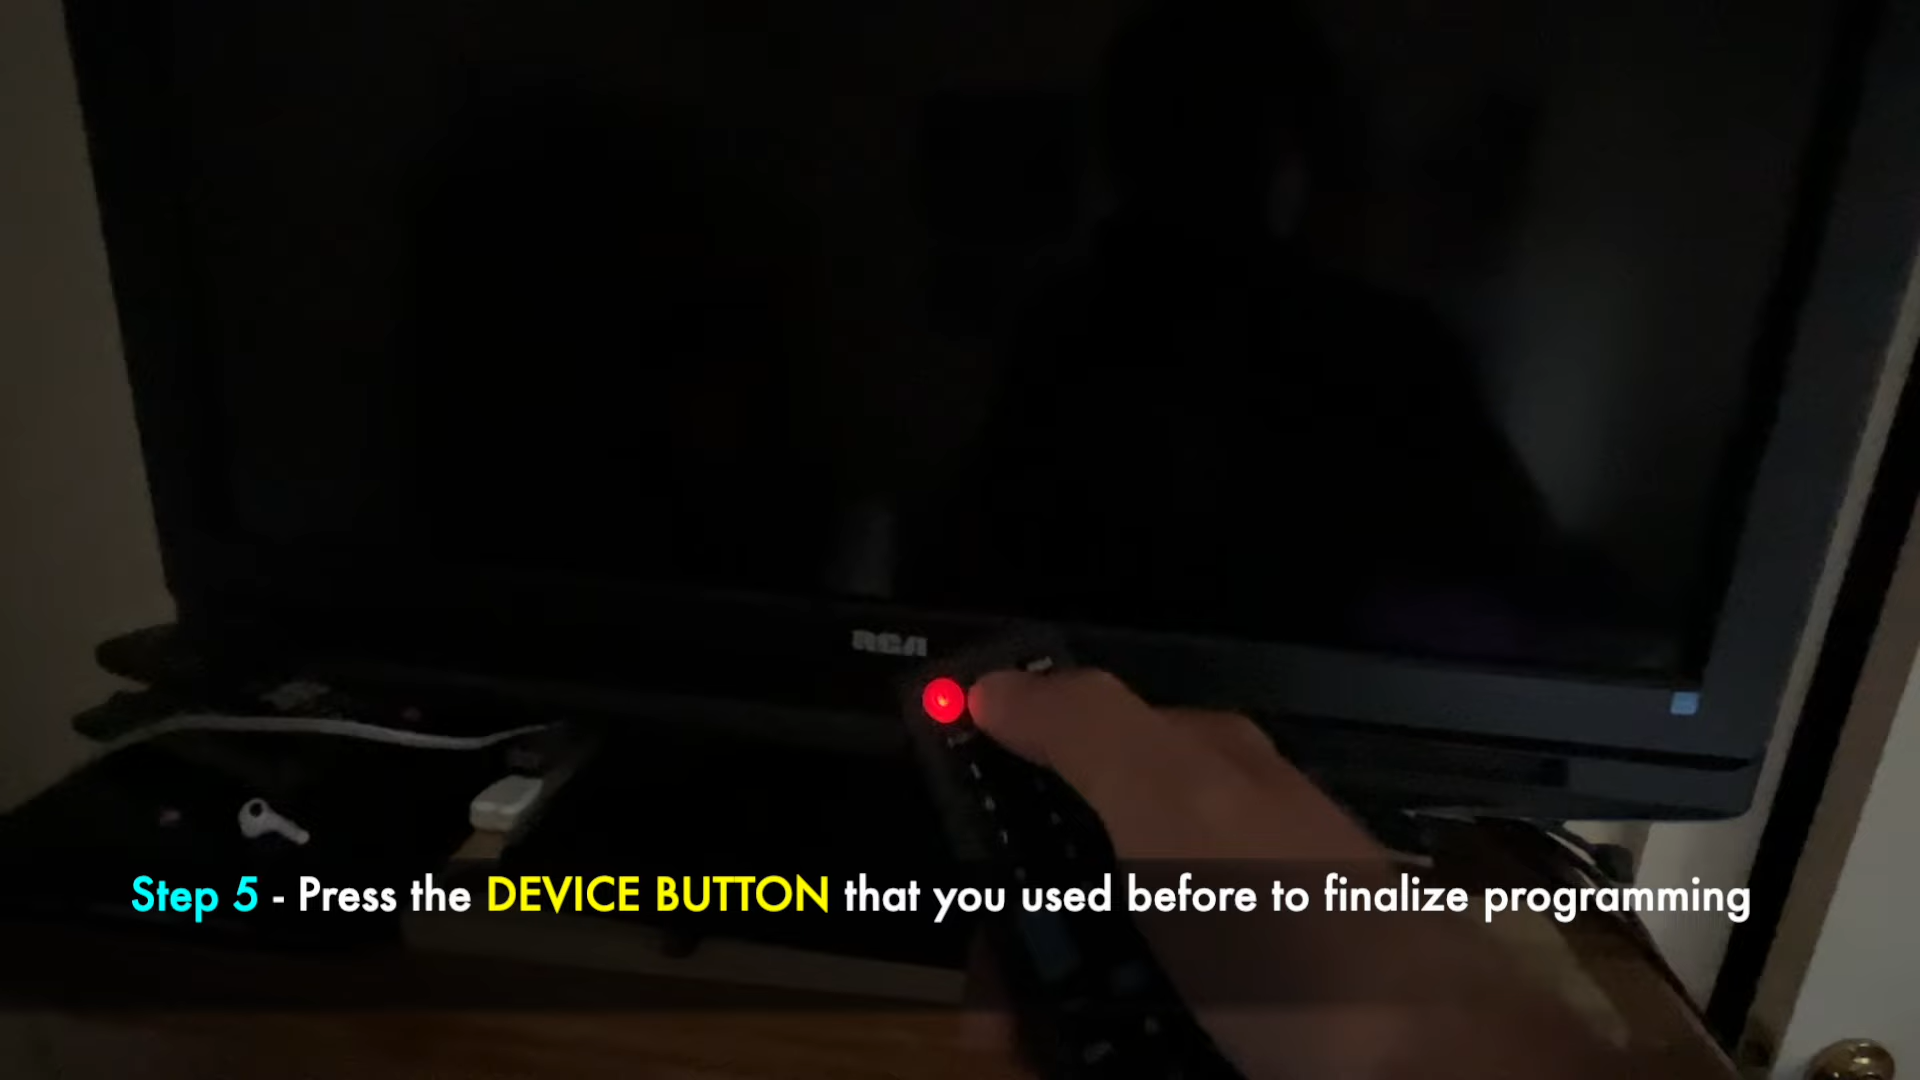 RCA
Step 5 - Press the DEVICE BUTTON that you used before to finalize programming